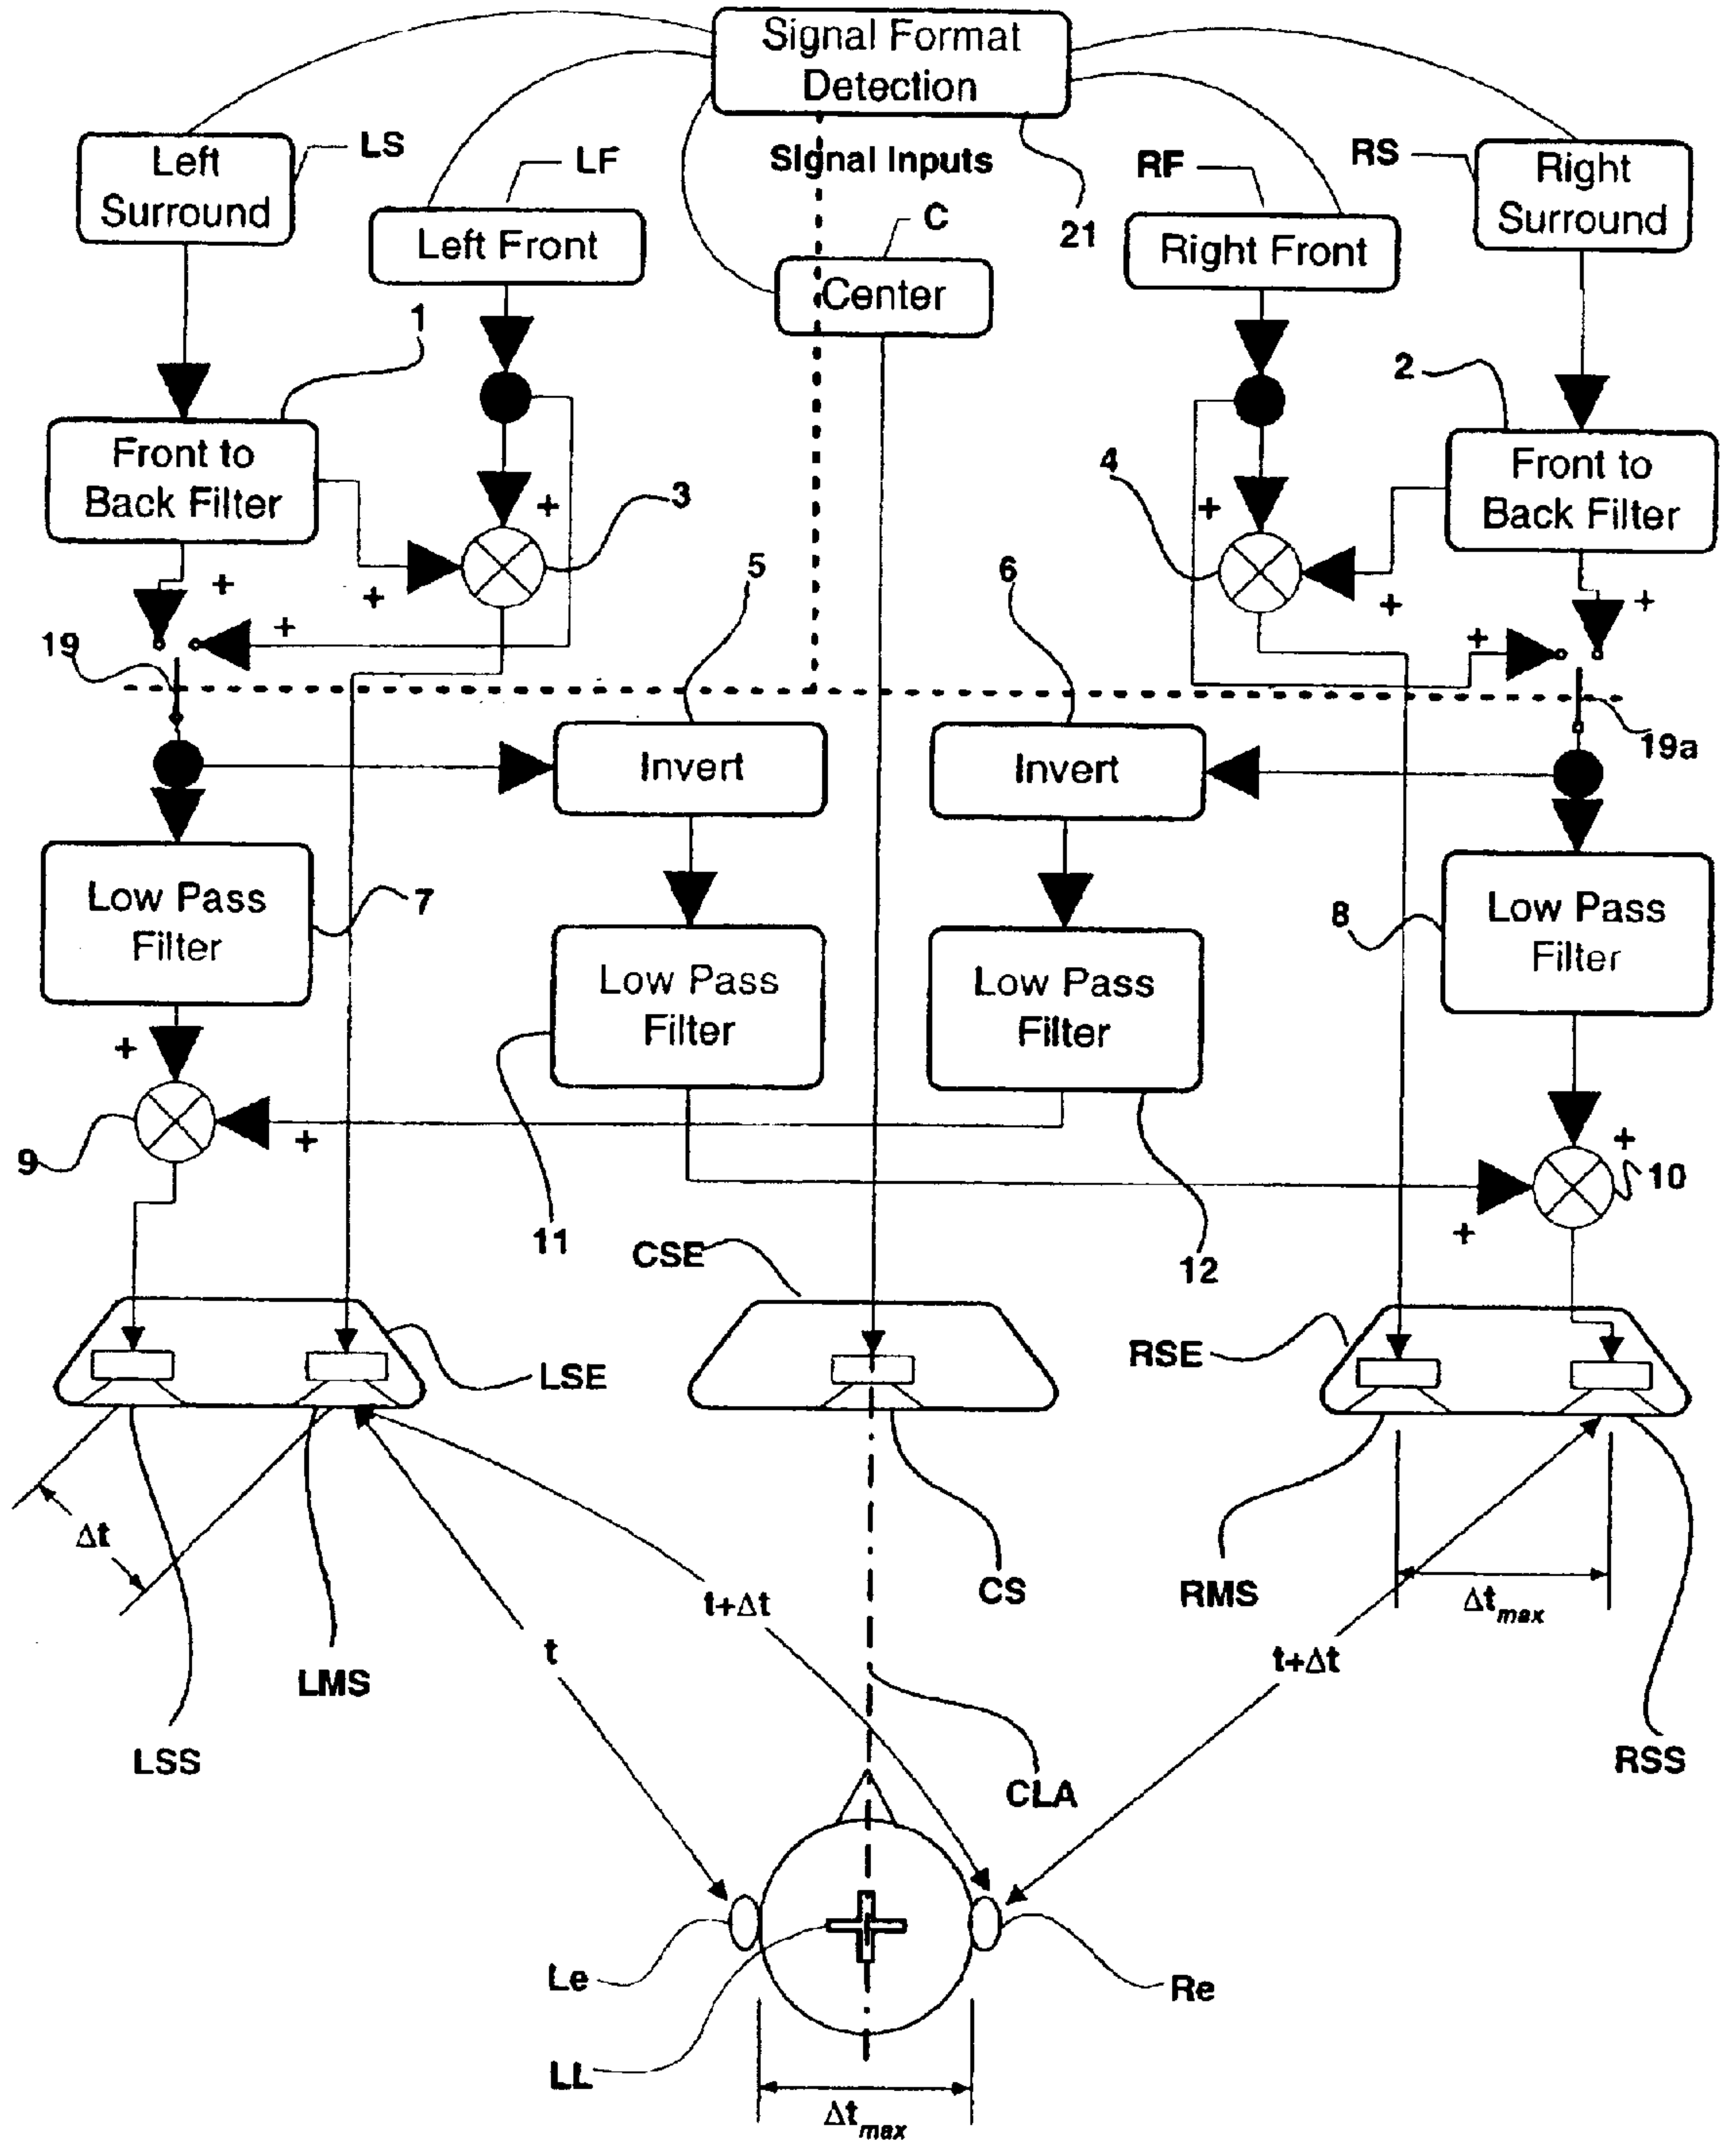 Signal Format
Detection
Signal Inputs
21
Left
Surround
LS
LF
Left Front
C
Center
RF
Right Front
RS
Right
Surround
1
Front to
Back Filter
+
3
+
+
+
19
2
Front to
Back Filter
4
+
+
+
+
19a
5
Invert
6
Invert
Low Pass
Filter
7
Low Pass
Filter
11
Low Pass
Filter
12
8
Low Pass
Filter
+
9
+
+
10
+
CSE
LSE
RSE
Δt
LMS
LSS
t
t+Δt
CS
RMS
Δtmax
t+Δt
RSS
CLA
Le
Re
LL
Δtmax